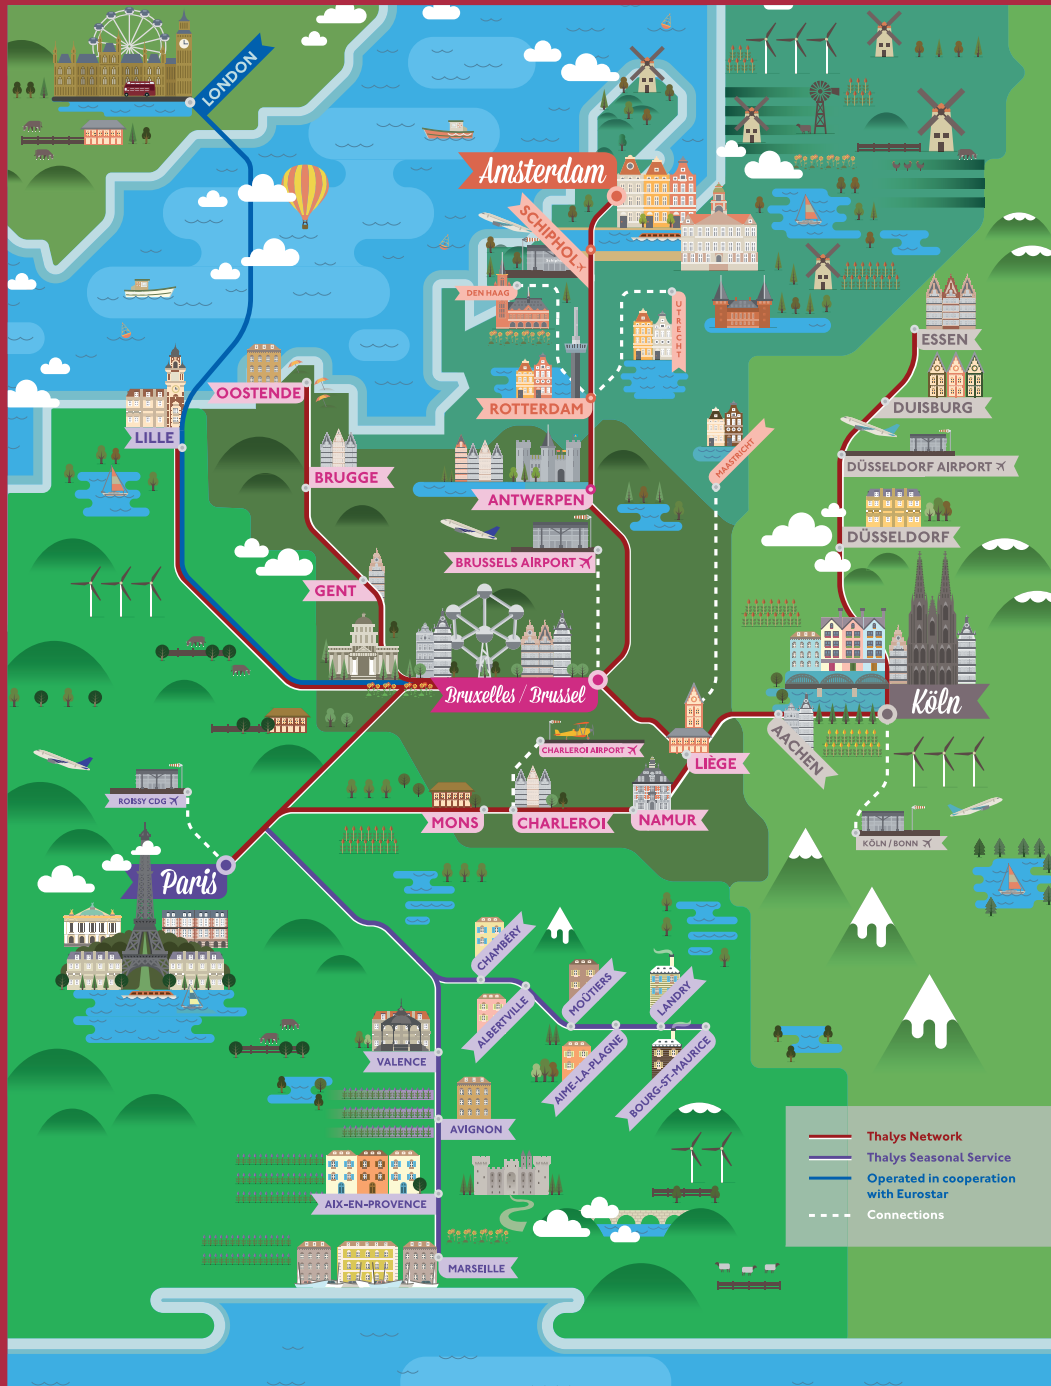 LONDON
Amsterdam
SCHIPHOL
DEN HAAG
UTRECHT
ESSEN
OOSTENDE
ROTTERDAM
DUISBURG
LILLE
MAASTRICHT
BRUGGE
DÜSSELDORF AIRPORT
ANTWERPEN
DÜSSELDORF
BRUSSELS AIRPORT
GENT
Bruxelles / Brussel
Köln
AACHEN
CHARLEROI AIRPORT
LIÈGE
ROISSY CDG
MONS
CHARLEROI
NAMUR
KÖLN / BONN
Paris
CHAMBÉRY
ALBERTVILLE
MOÛTIERS
LANDRY
VALENCE
AIME-LA-PLAGNE
BOURG-ST-MAURICE
AVIGNON
AIX-EN-PROVENCE
MARSEILLE
Thalys Network
Thalys Seasonal Service
Operated in cooperation
with Eurostar
Connections